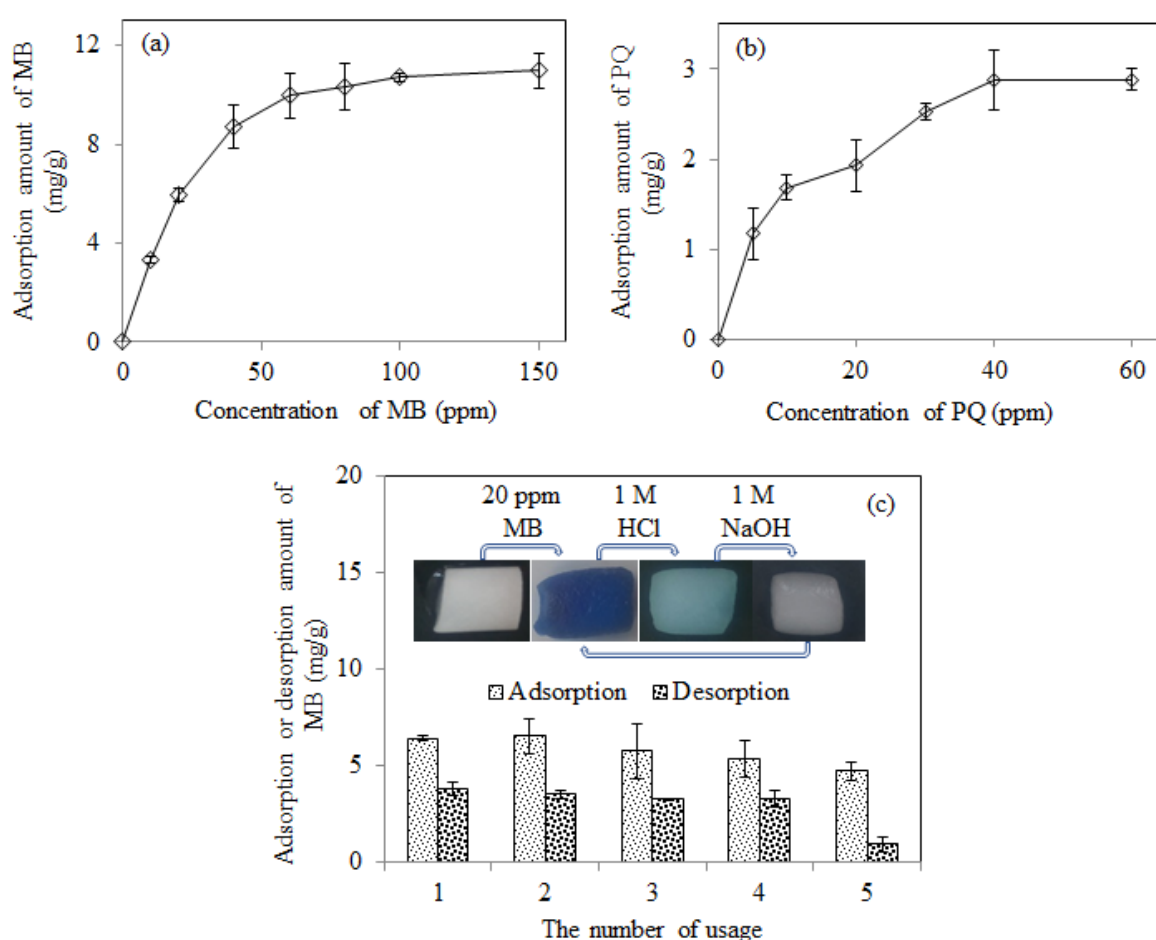 (a)
Adsorption amount of MB
(mg/g)
12
8
4
0
0 50 100 150
Concentration of MB (ppm)
(b)
Adsorption amount of PQ
(mg/g)
3
2
1
0
0 20 40 60
Concentration of PQ (ppm)
(c)
Adsorption or desorption amount of
MB (mg/g)
20
15
10
5
0
20 ppm
MB
1 M
HCl
1 M
NaOH
Adsorption Desorption
1 2 3 4 5
The number of usage